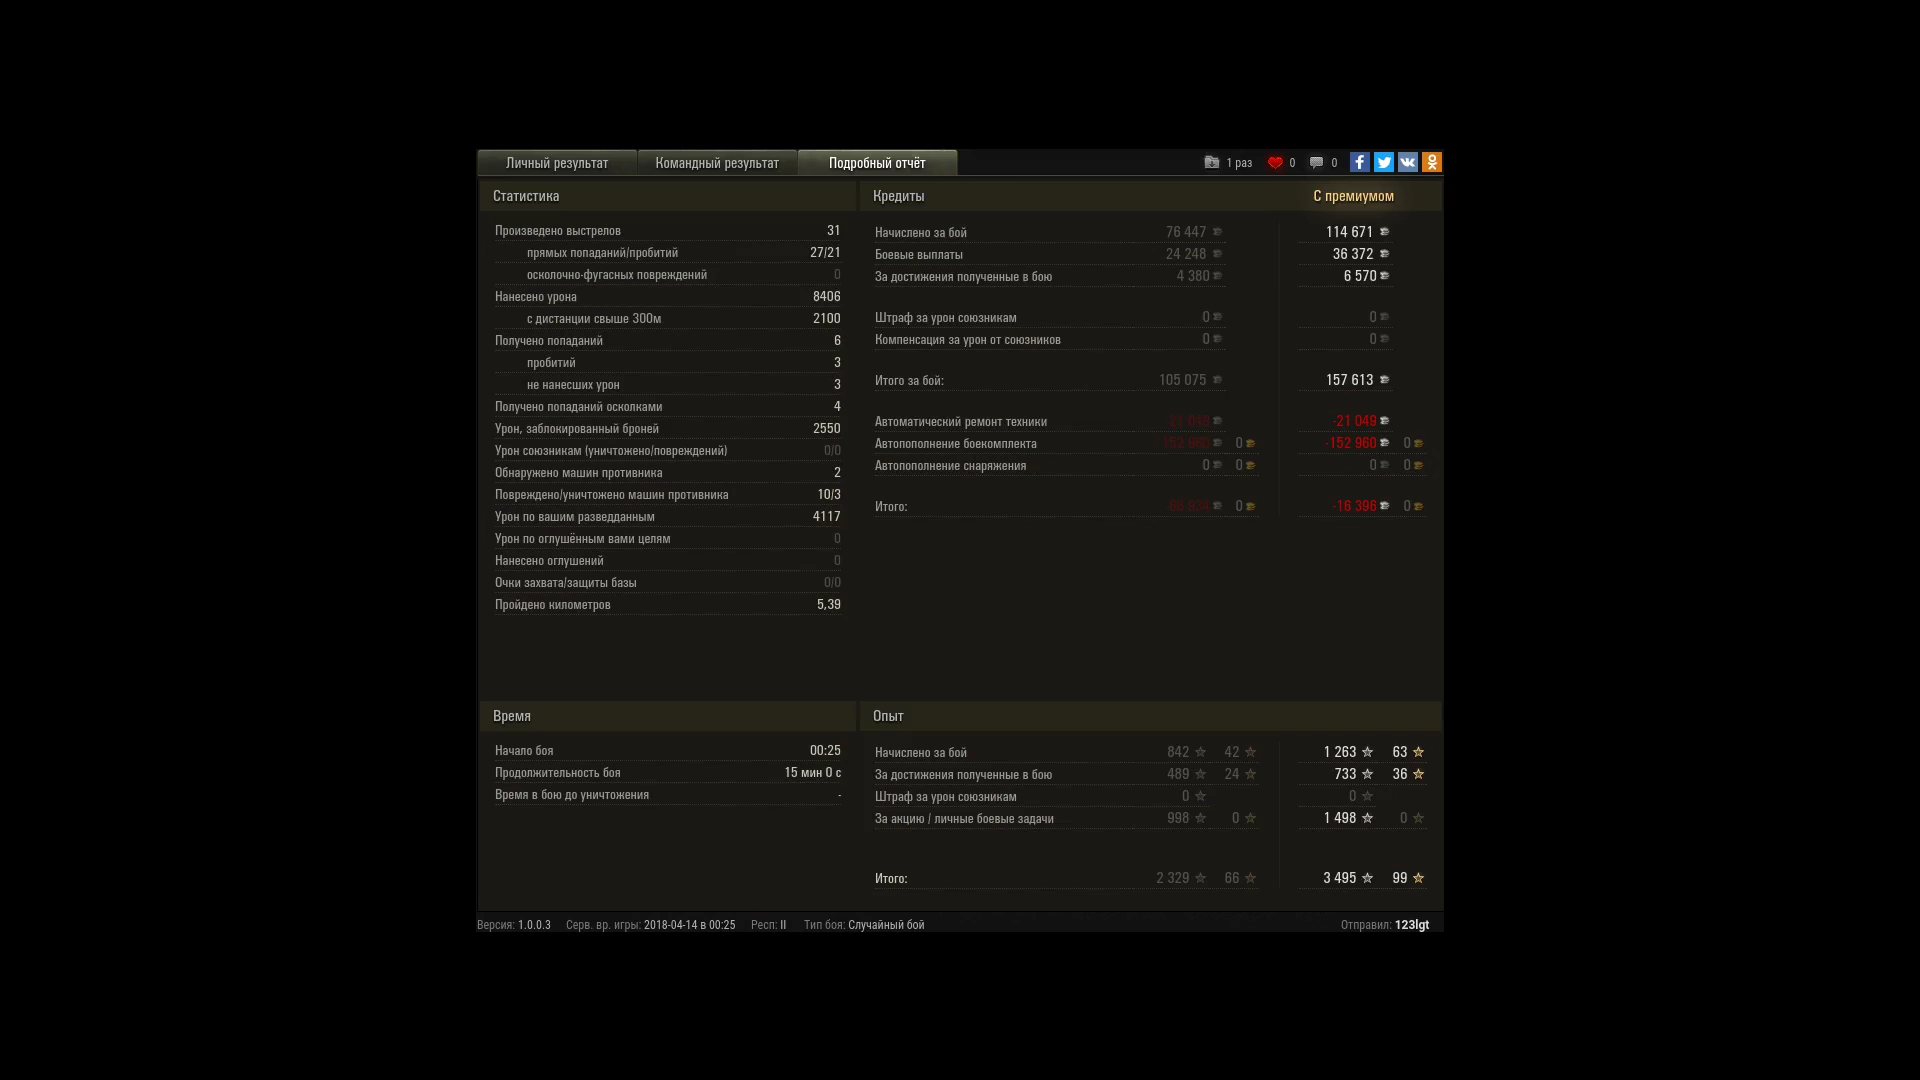 Личный результат Командный результат Подробный отчёт 1 раз 0 0
Статистика
Произведено выстрелов 31
прямых попаданий/пробитий 27/21
осколочно-фугасных повреждений 0
Нанесено урона 8406
с дистанции свыше 300м 2100
Получено попаданий 6
пробитий 3
не нанесших урон 3
Получено попаданий осколками 4
Урон, заблокированный броней 2550
Урон союзникам (уничтожено/повреждений) 0/0
Обнаружено машин противника 2
Повреждено/уничтожено машин противника 10/3
Урон по вашим разведданным 4117
Урон по оглушённым вами целям 0
Нанесено оглушений 0
Очки захвата/защиты базы 0/0
Пройдено километров 5,39
Кредиты С премиумом
Начислено за бой 76 447 114 671
Боевые выплаты 24 248 36 372
За достижения полученные в бою 4 380 6 570
Штраф за урон союзникам 0 0
Компенсация за урон от союзников 0 0
Итого за бой: 105 075 157 613
Автоматический ремонт техники -21 049 -21 049
Автопополнение боекомплекта 0 -152 960 0
Автопополнение снаряжения 0 0 0 0
Итого: 0 -16 396 0
Время
Начало боя 00:25
Продолжительность боя 15 мин 0 с
Время в бою до уничтожения -
Опыт
Начислено за бой 842 42 1 263 63
За достижения полученные в бою 489 24 733 36
Штраф за урон союзникам 0 0
За акцию / личные боевые задачи 998 0 1 498 0
Итого: 2 329 66 3 495 99
Версия: 1.0.0.3 Серв. вр. игры: 2018-04-14 в 00:25 Респ: II Тип боя: Случайный бой Отправил: 123lgt